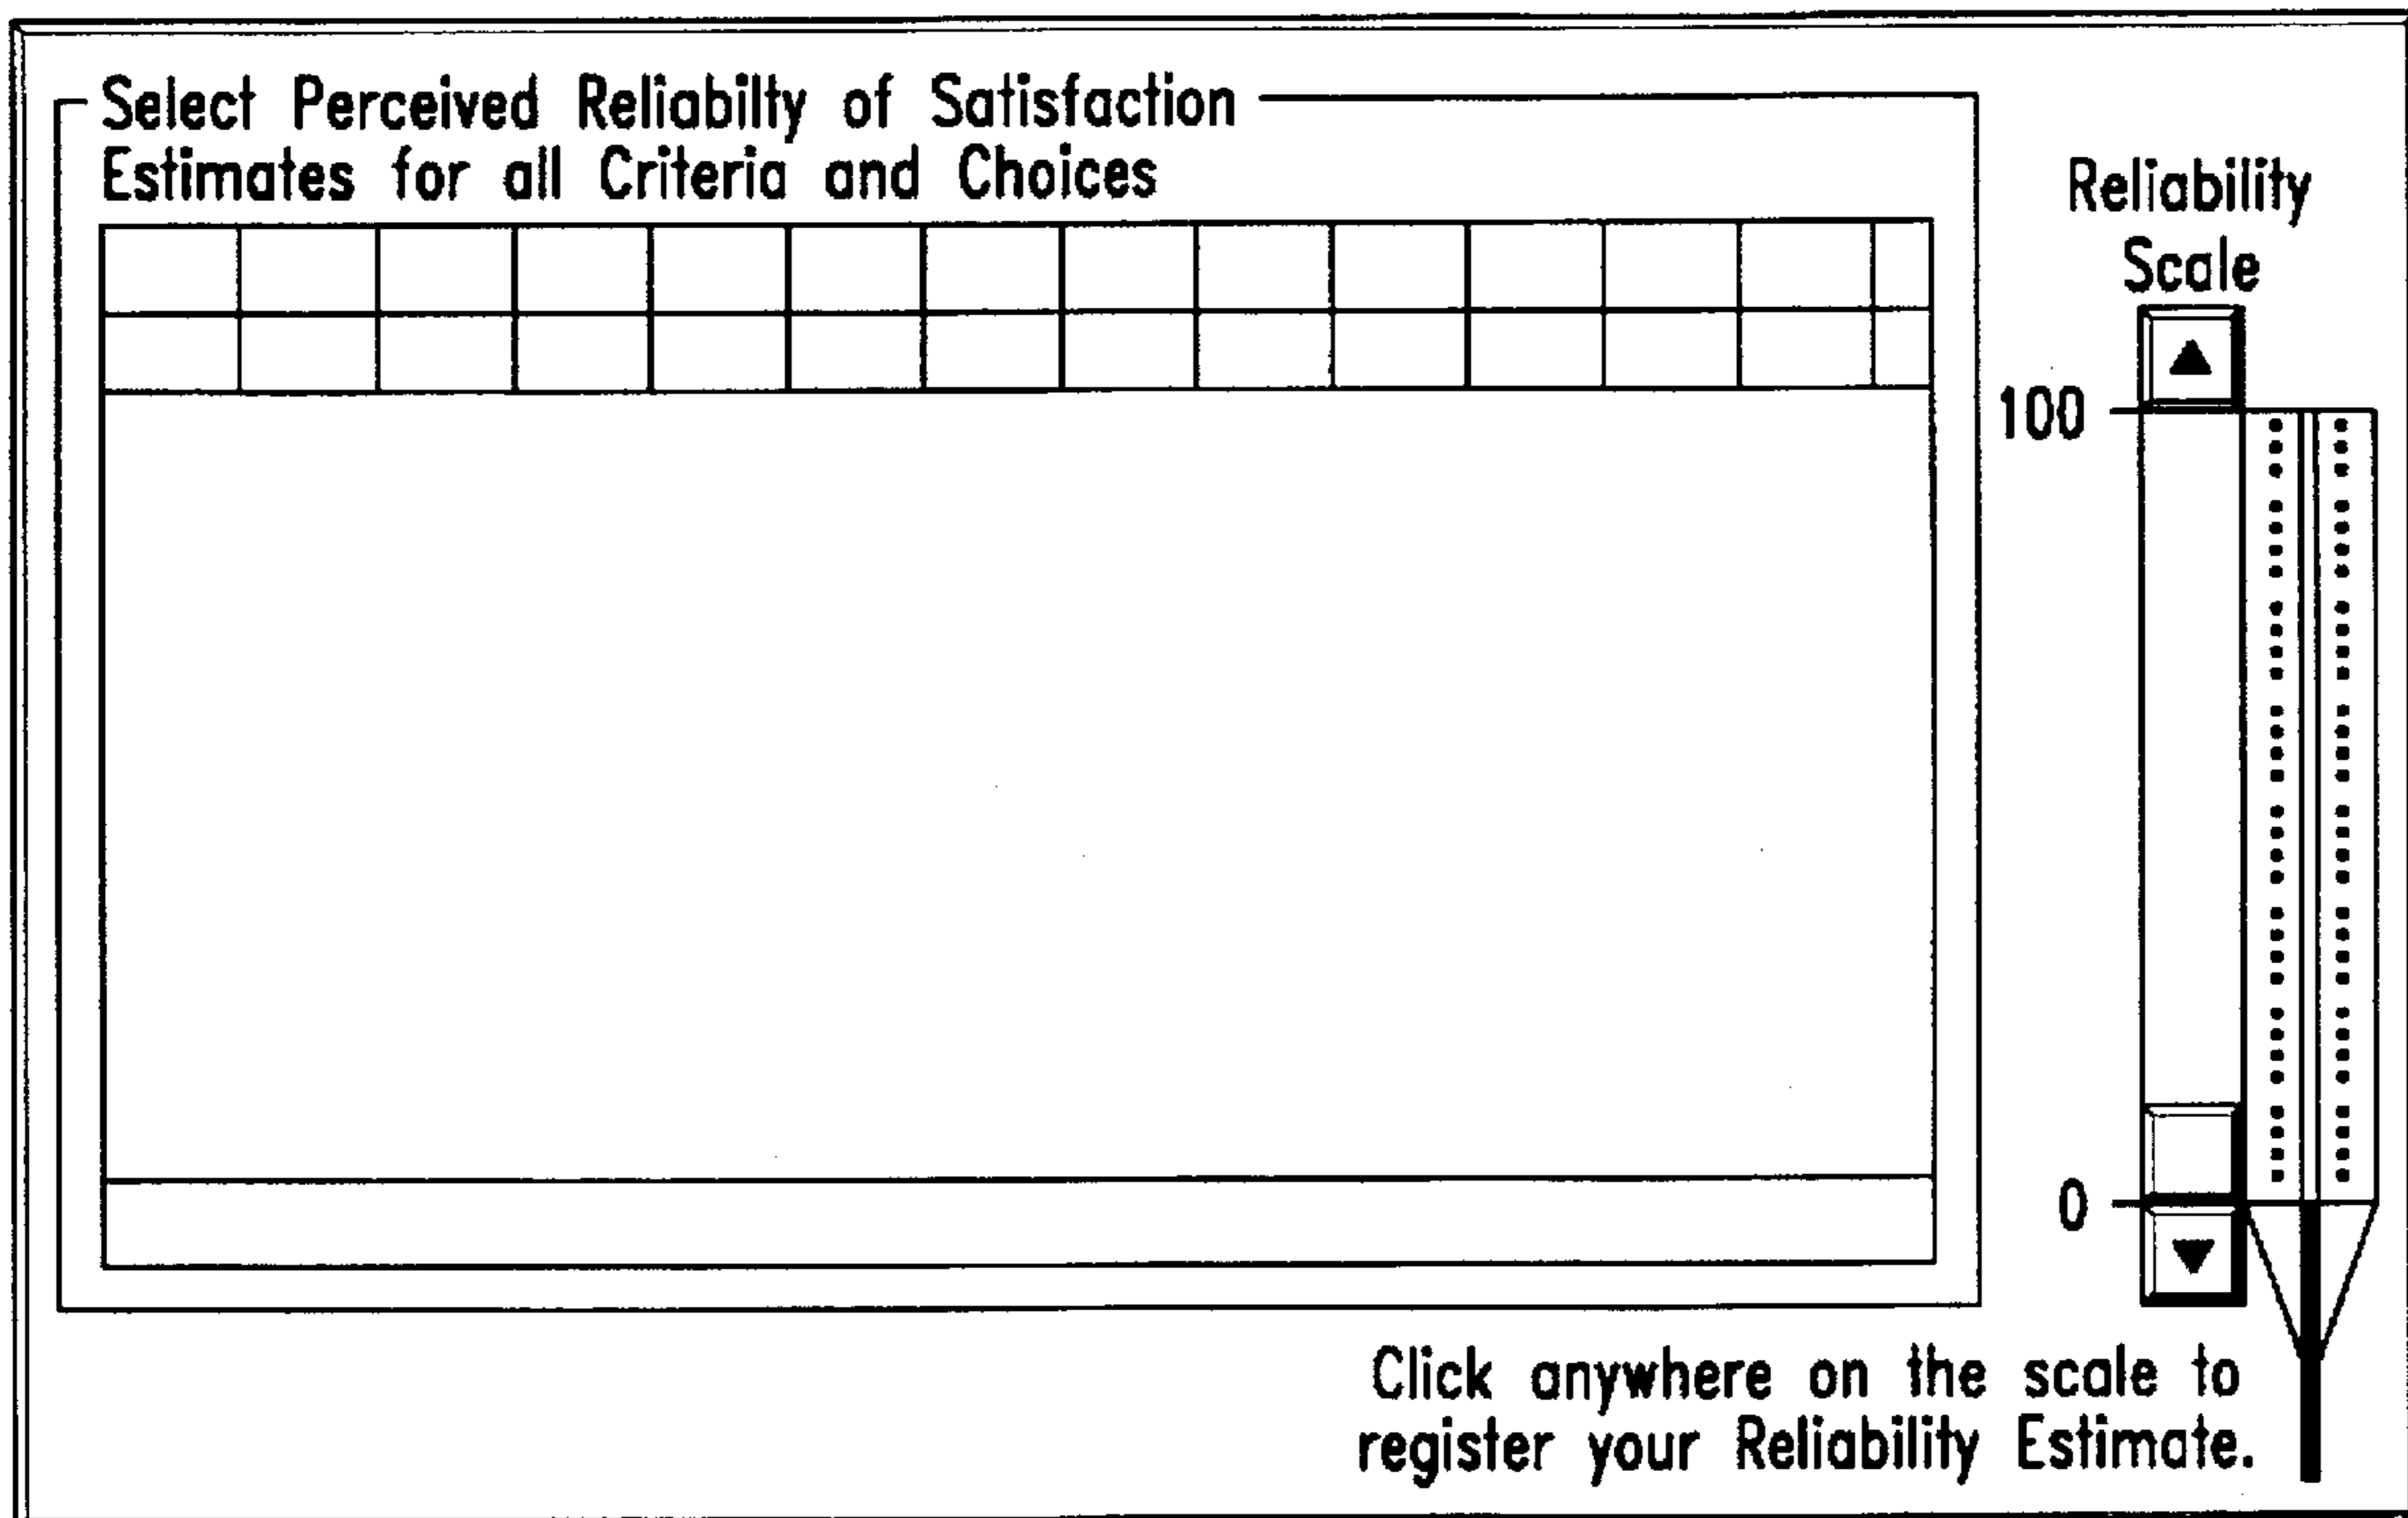 Select Perceived Reliabilty of Satisfaction
Estimates for all Criteria and Choices
Reliability
Scale
100
0
Click anywhere on the scale to
register your Reliability Estimate.